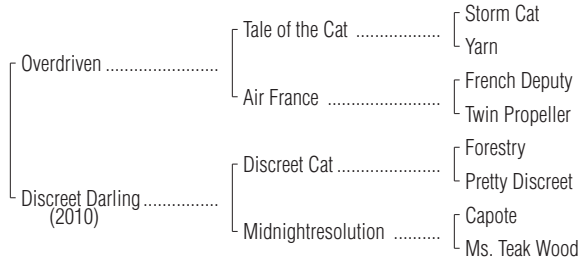 Storm Cat
Tale of the Cat ..................
Yarn
Overdriven .......................
French Deputy
Air France ........................
Twin Propeller
Forestry
Discreet Cat ......................
Pretty Discreet
Discreet Darling ................
(2010)
Capote
Midnightresolution ..........
Ms. Teak Wood